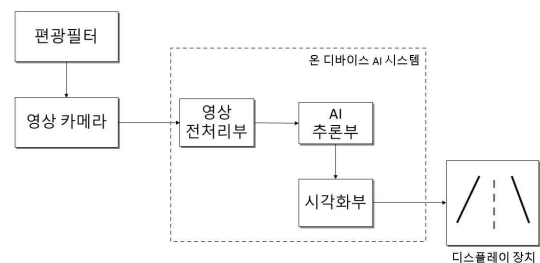 편광필터
온 디바이스 AI 시스템
영상 카메라
영상
전처리부
AI
추론부
시각화부
디스플레이 장치